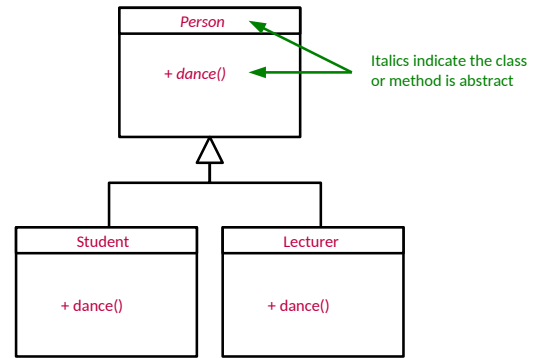 Person
+ dance()
Italics indicate the class
or method is abstract
Student
+ dance()
Lecturer
+ dance()